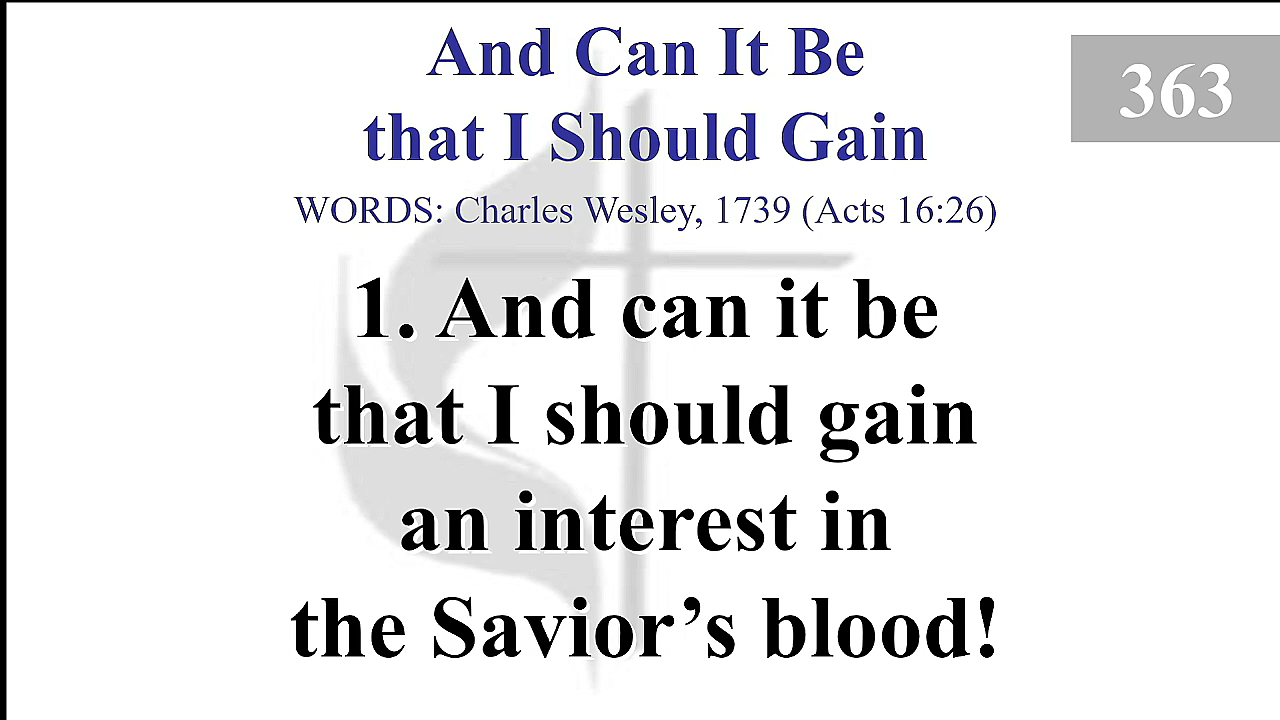 And Can It Be
that I Should Gain
363
WORDS: Charles Wesley, 1739 (Acts 16:26)
1. And can it be
that I should gain
an interest in
the Savior’s blood!